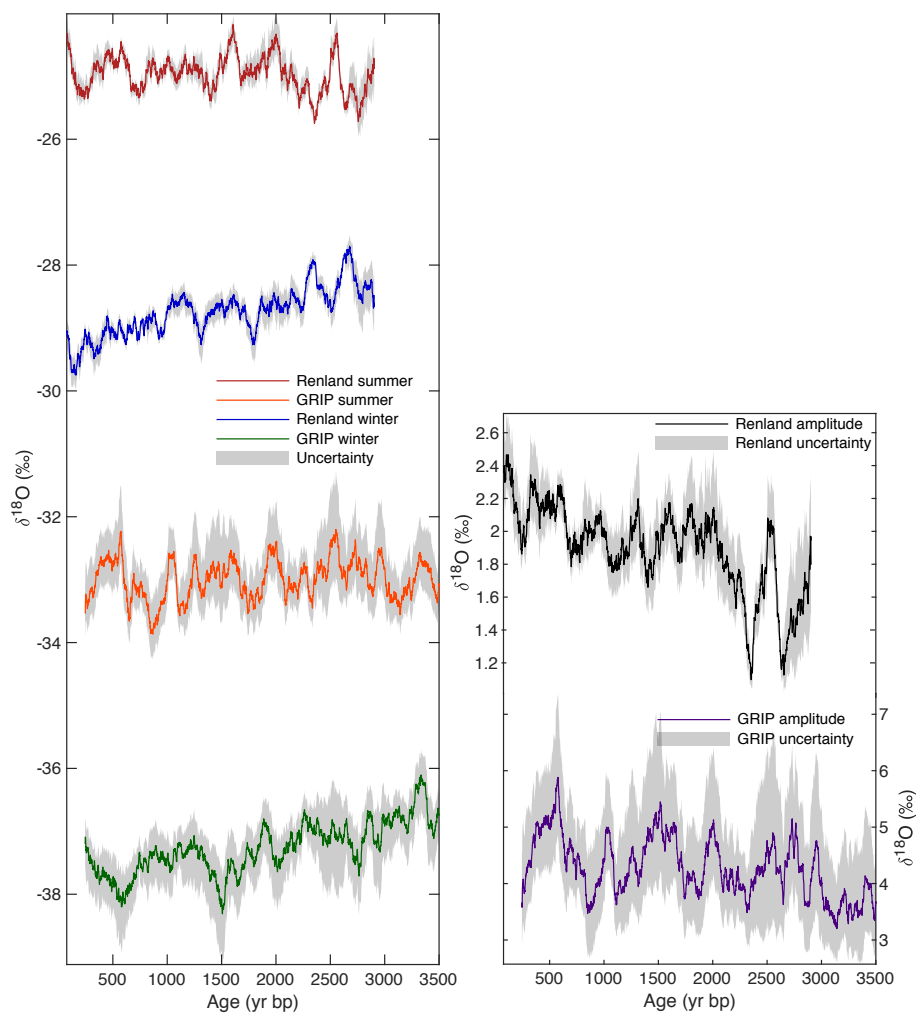 -26
-28
-30
-32
-34
-36
-38
δ18O (‰)
Renland summer
GRIP summer
Renland winter
GRIP winter
Uncertainty
500 1000 1500 2000 2500 3000 3500
Age (yr bp)
2.6
2.4
2.2
2
1.8
1.6
1.4
1.2
δ18O (‰)
Renland amplitude
Renland uncertainty
GRIP amplitude
GRIP uncertainty
7
6
5
4
3
δ18O (‰)
500 1000 1500 2000 2500 3000 3500
Age (yr bp)